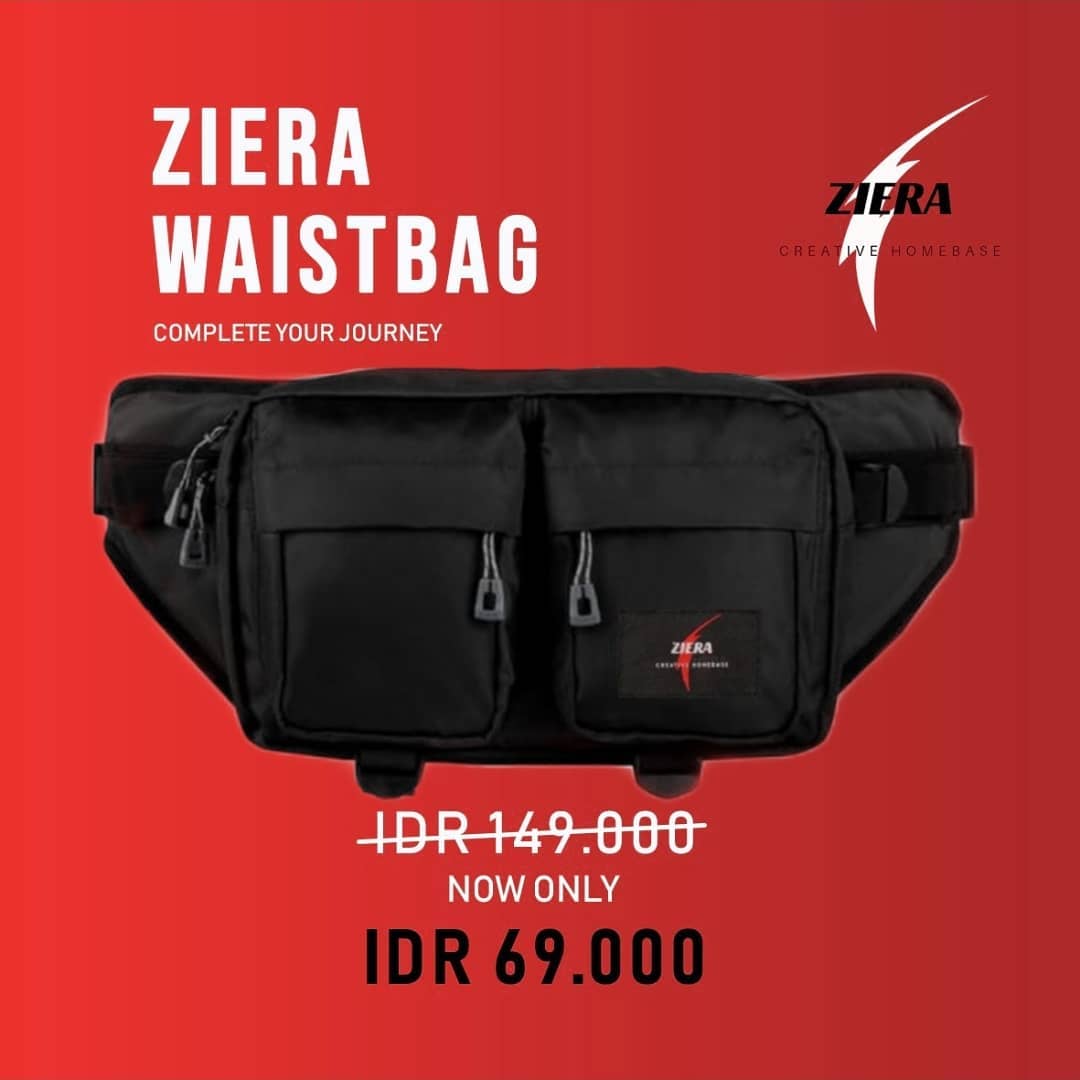 ZIERA
WAISTBAG
COMPLETE YOUR JOURNEY
ZIERA
CREATIVE HOMEBASE
ZIERA
CREATIVE HOMEBASE
IDR 149.000
NOW ONLY
IDR 69.000